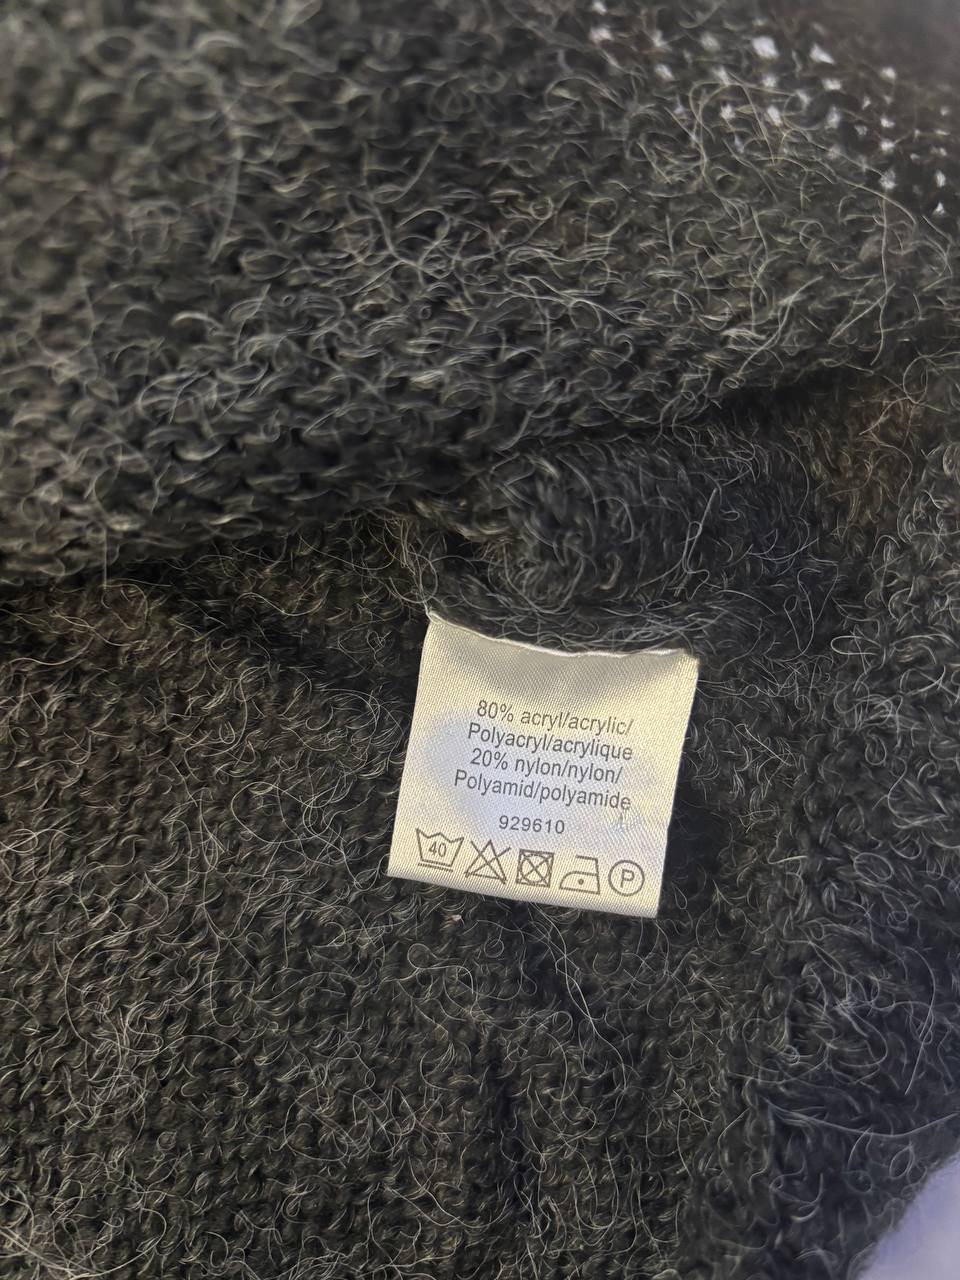 80% acryl/acrylic/
Polyacryl/acrylique
20% nylon/nylon/
Polyamid/polyamide
929610
40 P